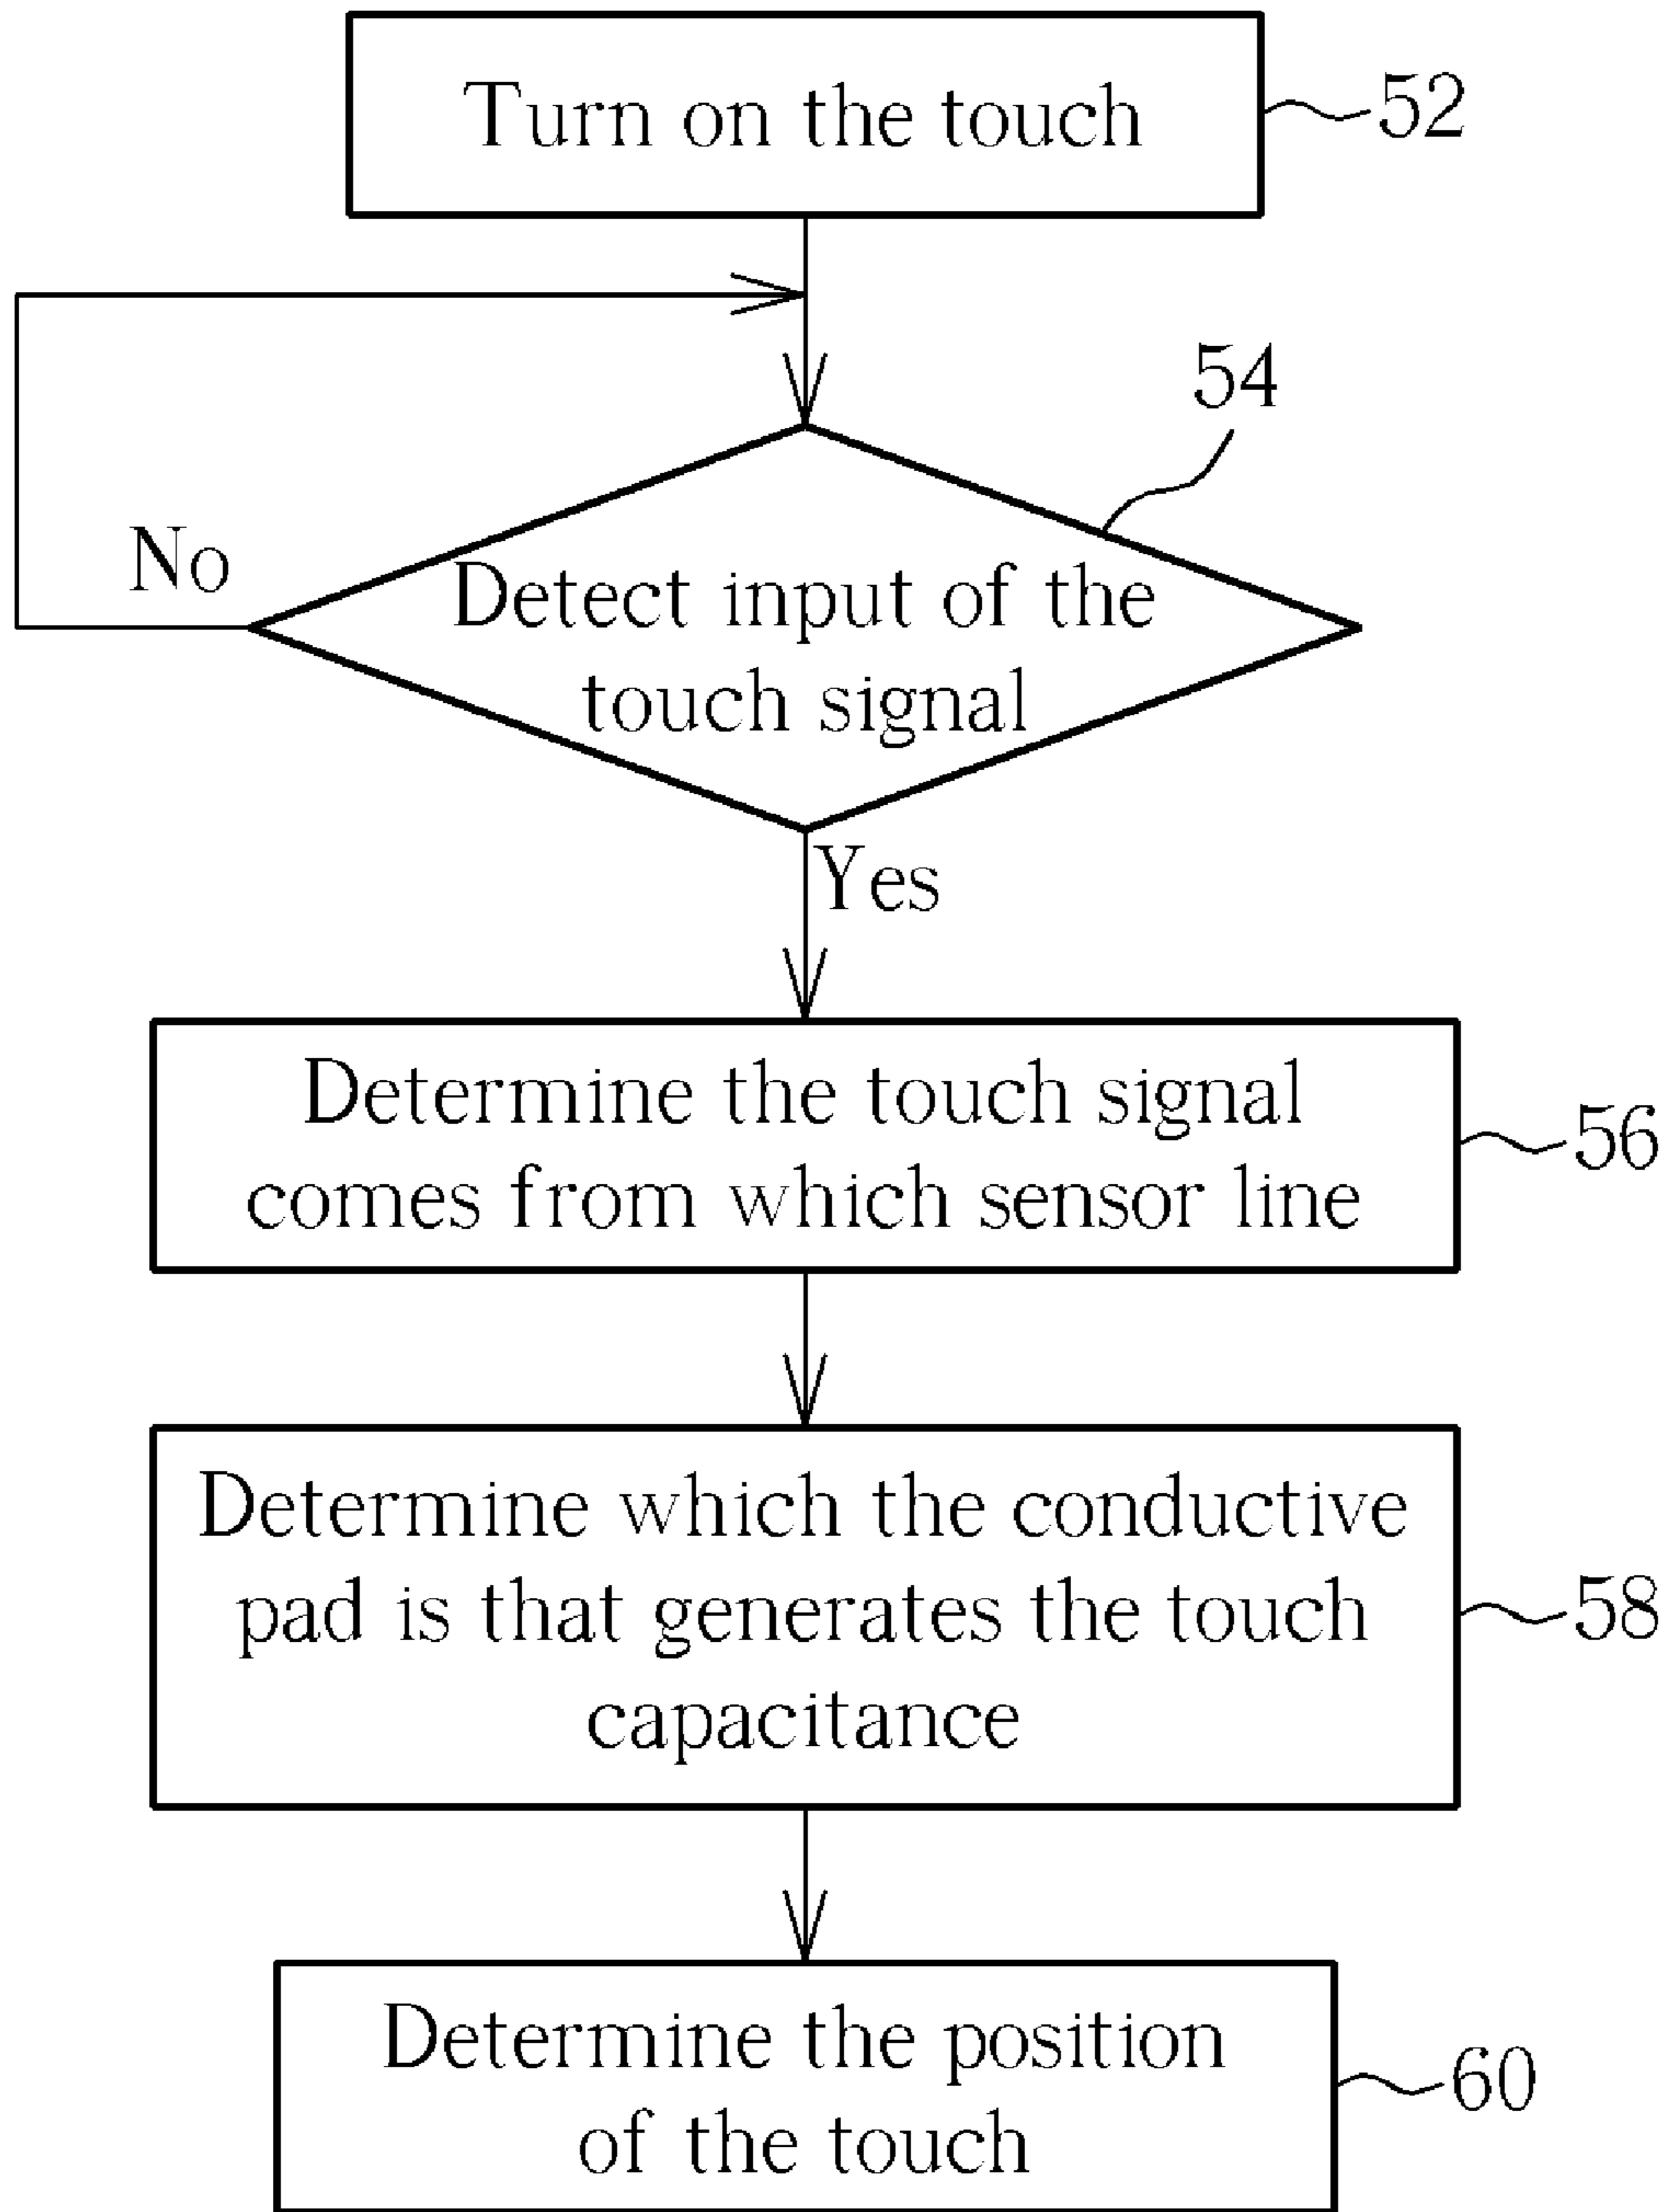 Turn on the touch
52
54
No
Detect input of the
touch signal
Yes
Determine the touch signal
comes from which sensor line
56
Determine which the conductive
pad is that generates the touch
capacitance
58
Determine the position
of the touch
60